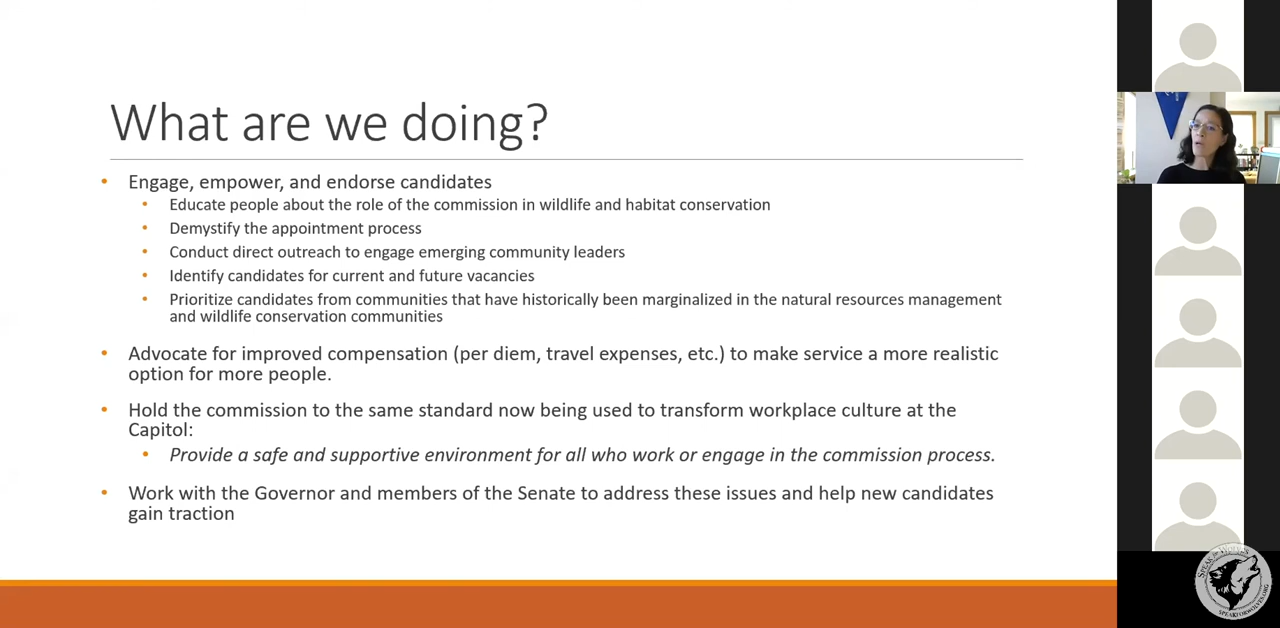 What are we doing?
• Engage, empower, and endorse candidates
• Educate people about the role of the commission in wildlife and habitat conservation
• Demystify the appointment process
• Conduct direct outreach to engage emerging community leaders
• Identify candidates for current and future vacancies
• Prioritize candidates from communities that have historically been marginalized in the natural resources management
and wildlife conservation communities
• Advocate for improved compensation (per diem, travel expenses, etc.) to make service a more realistic
option for more people.
• Hold the commission to the same standard now being used to transform workplace culture at the
Capitol:
• Provide a safe and supportive environment for all who work or engage in the commission process.
• Work with the Governor and members of the Senate to address these issues and help new candidates
gain traction
SPEAK FOR WOLVES
SPEAKFORWOLVES.ORG